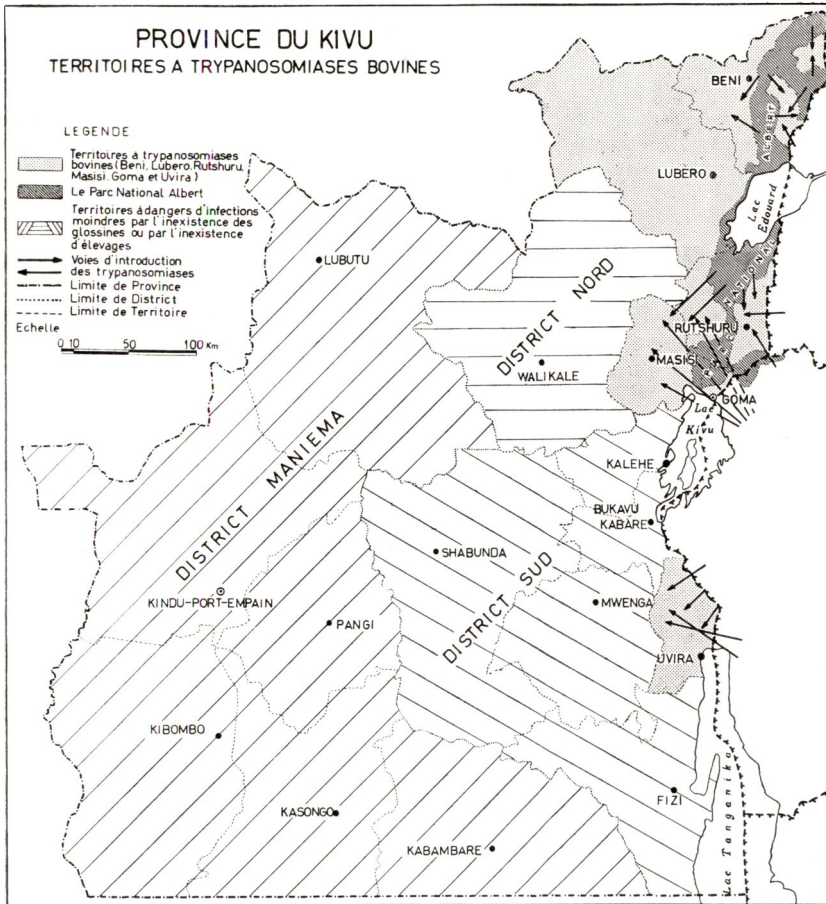 PROVINCE DU KIVU
TERRITOIRES A TRYPANOSOMIASES BOVINES
LEGENDE
Territoires à trypanosomiases
bovines (Beni, Lubero, Rutshuru,
Masisi, Goma et Uvira)
Le Parc National Albert
Territoires à dangers d'infections
moindres par l'inexistence des
glossines ou par l'inexistence
d'élevages
Voies d'introduction
des trypanosomiases
Limite de Province
Limite de District
Limite de Territoire
Echelle
0 10 50 100 Km
BENI
ALBERT
LUBERO
Lac
Edouard
NATIONAL
LUBUTU
DISTRICT NORD
RUTSHURU
MASISI
WALIKALE
GOMA
Lac
Kivu
DISTRICT MANIEMA
KALEHE
BUKAVU
KABARE
SHABUNDA
DISTRICT SUD
KINDU-PORT-EMPAIN
MWENGA
PANGI
UVIRA
KIBOMBO
FIZI
KASONGO
KABAMBARE
Lac Tanganika